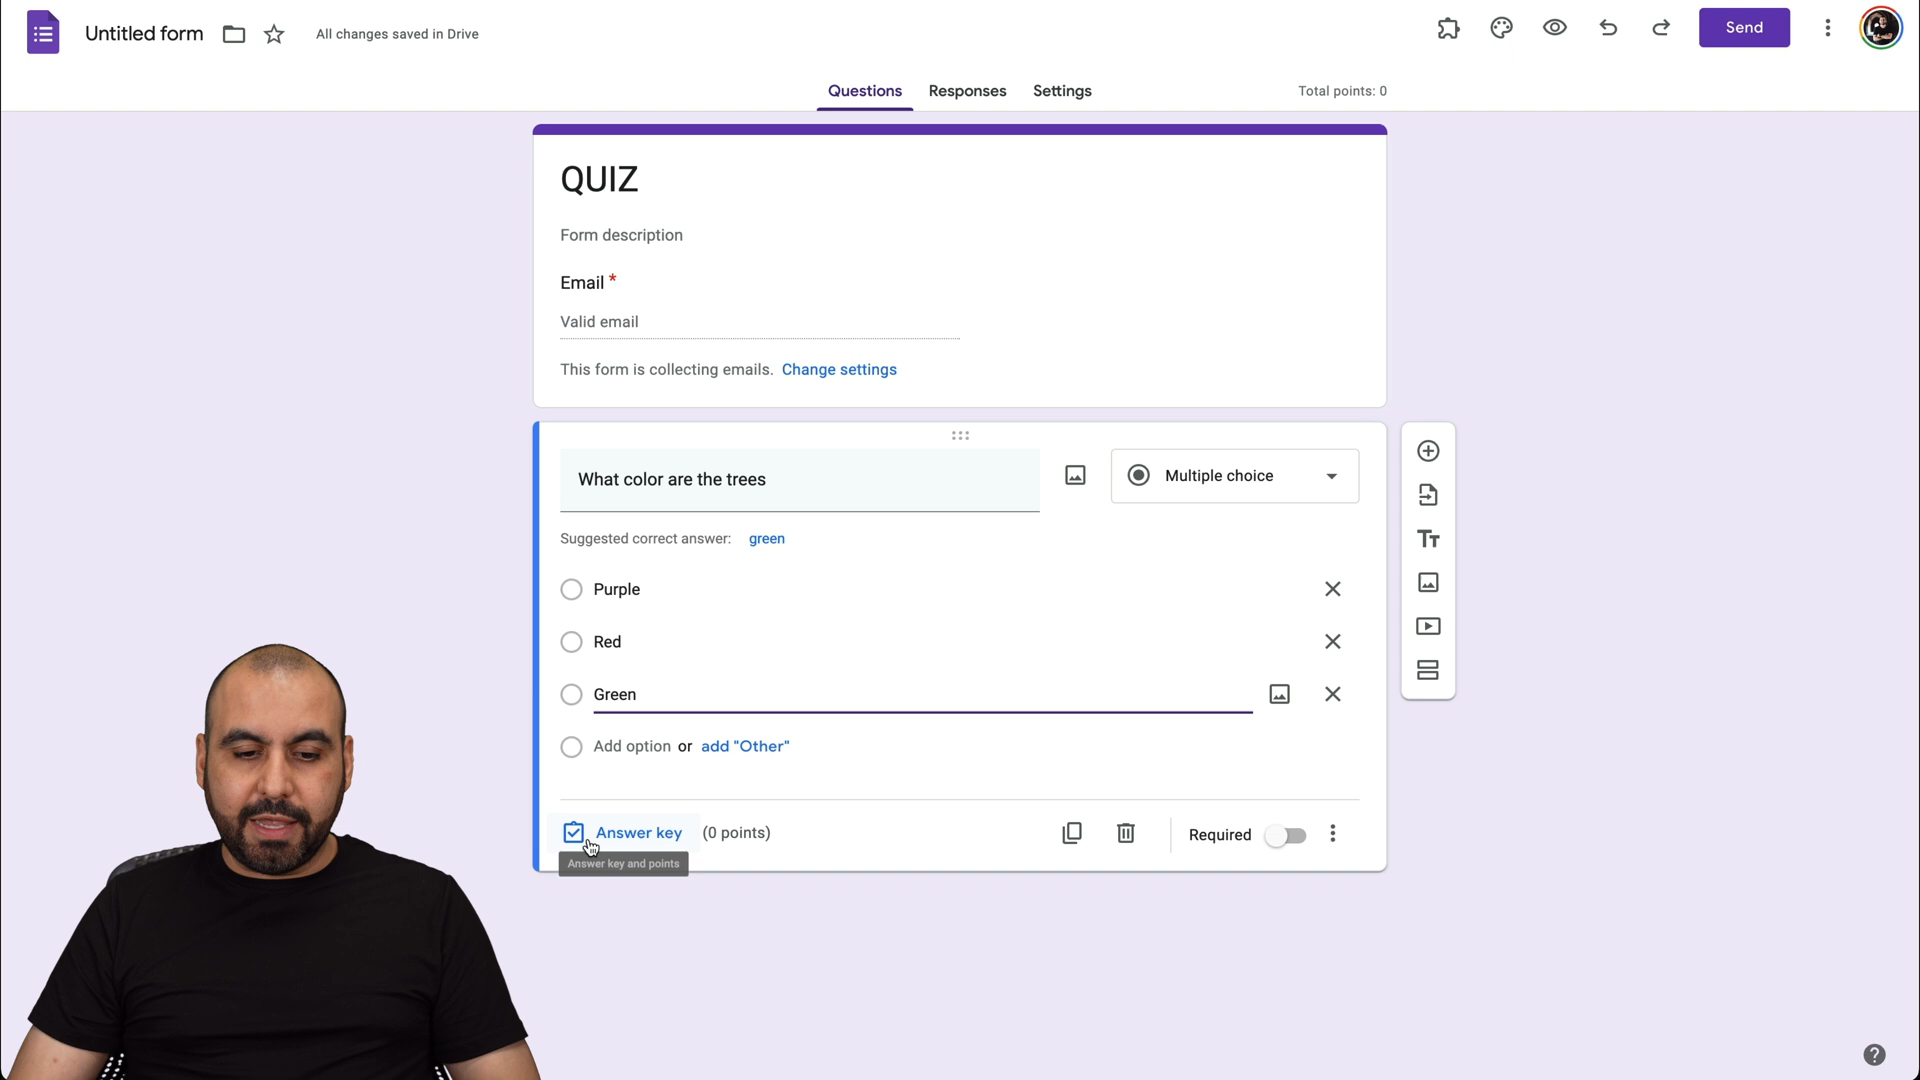 Untitled form
All changes saved in Drive
Send
Questions
Responses
Settings
Total points: 0
QUIZ
Form description
Email *
Valid email
This form is collecting emails. Change settings
What color are the trees
Multiple choice
Suggested correct answer: green
Purple
Red
Green
Add option or add "Other"
Answer key (0 points)
Required
Answer key and points